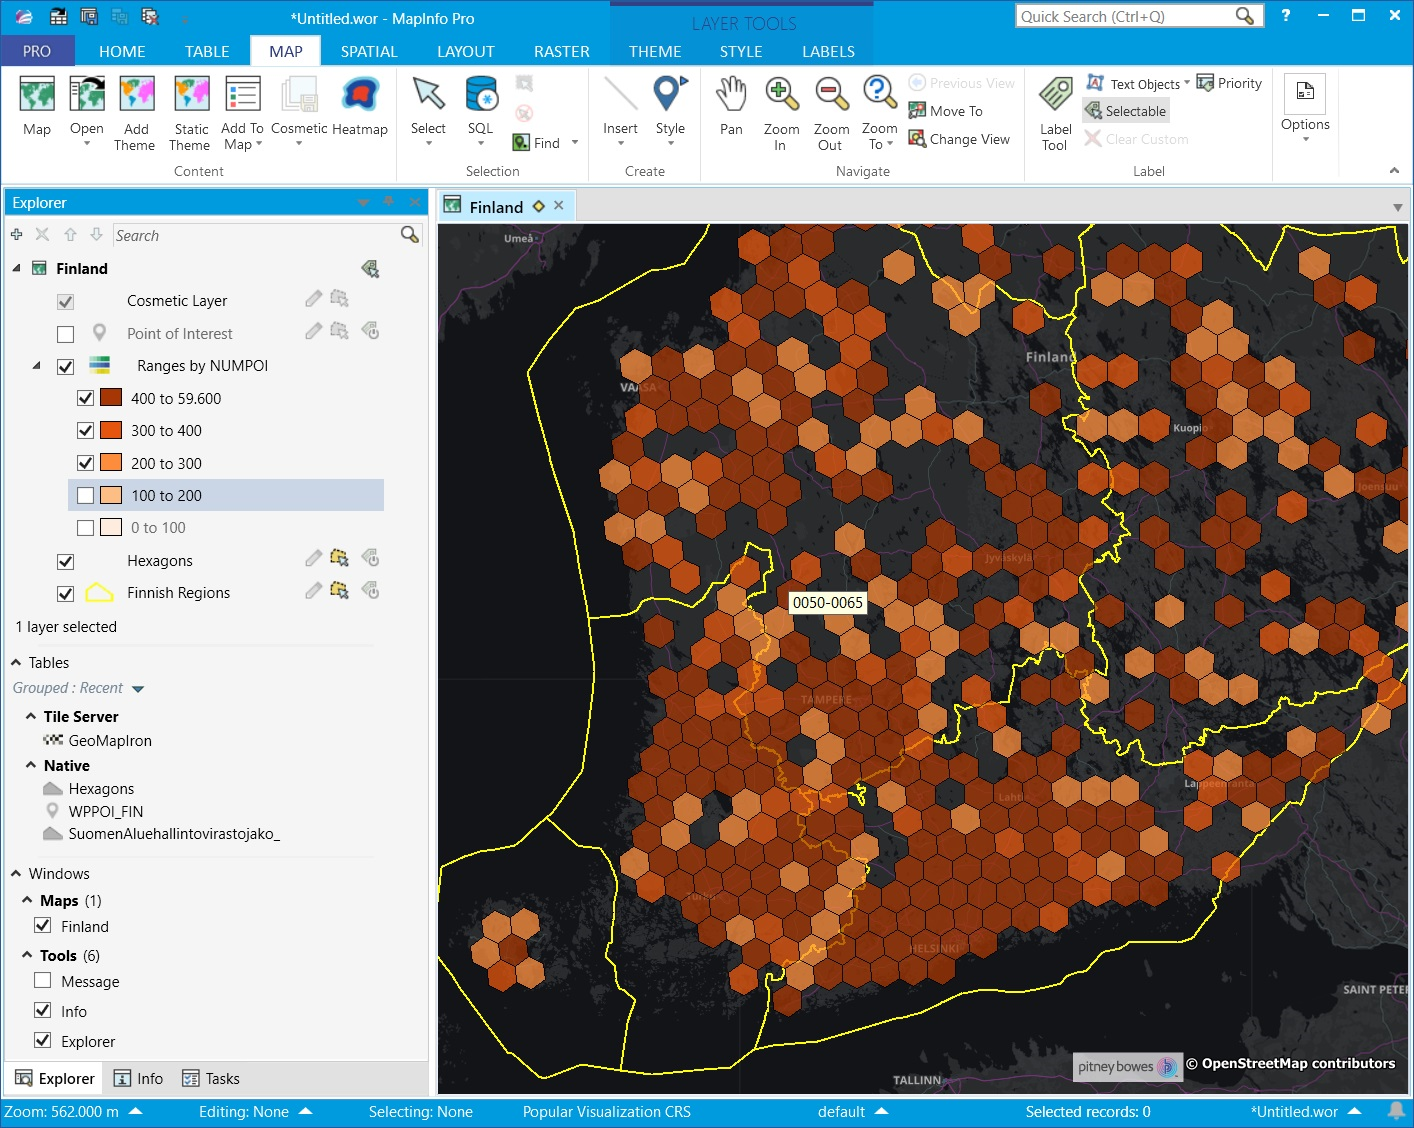 *Untitled.wor - MapInfo Pro
LAYER TOOLS
Quick Search (Ctrl+Q)
?
PRO HOME TABLE MAP SPATIAL LAYOUT RASTER THEME STYLE LABELS
Map
Open
Add Theme
Static Theme
Add To Map
Cosmetic
Heatmap
Content
Select
SQL
Find
Selection
Insert
Style
Create
Pan
Zoom In
Zoom Out
Zoom To
Previous View
Move To
Change View
Navigate
Label Tool
Text Objects
Priority
Selectable
Clear Custom
Label
Options
Explorer
Search
Finland
Cosmetic Layer
Point of Interest
Ranges by NUMPOI
400 to 59.600
300 to 400
200 to 300
100 to 200
0 to 100
Hexagons
Finnish Regions
1 layer selected
Tables
Grouped : Recent
Tile Server
GeoMapIron
Native
Hexagons
WPPOI_FIN
SuomenAluehallintovirastojako_
Windows
Maps (1)
Finland
Tools (6)
Message
Info
Explorer
Explorer Info Tasks
Finland
Umeå
Finland
VAASA
Kuopio
Joensuu
Jyväskylä
0050-0065
TAMPERE
Lahti
Lappeenranta
Turku
HELSINKI
SAINT PETER
TALLINN
pitney bowes
© OpenStreetMap contributors
Zoom: 562.000 m Editing: None Selecting: None Popular Visualization CRS default Selected records: 0 *Untitled.wor